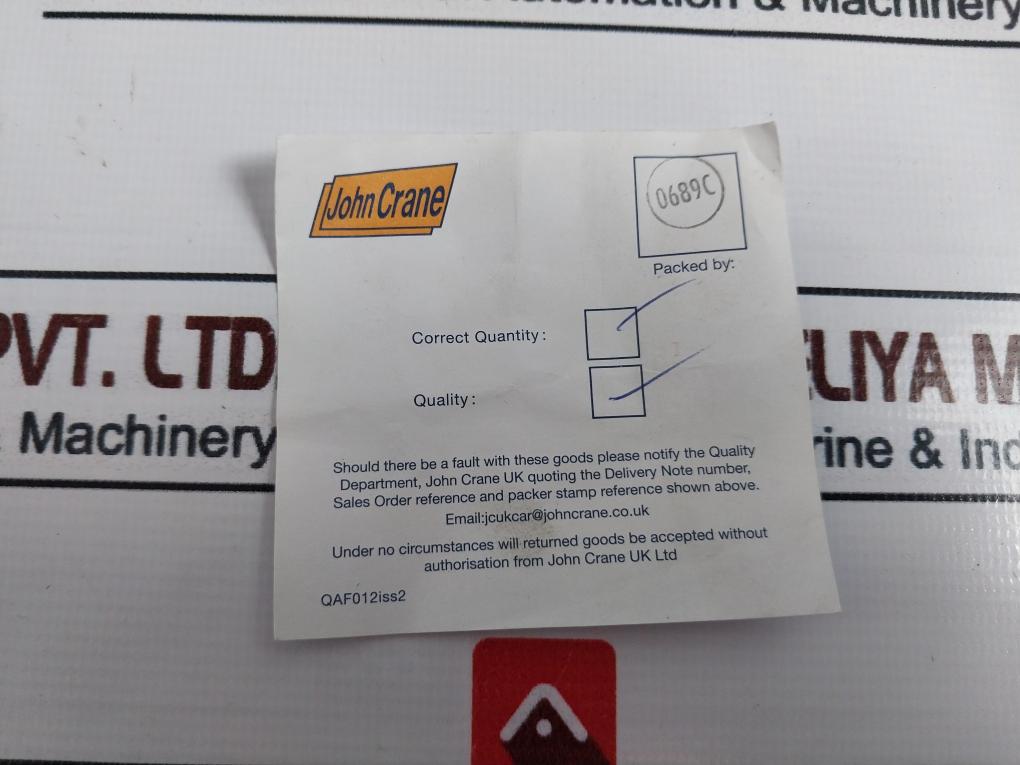 & Machinery
John Crane
0689C
Packed by:
Correct Quantity:
Quality:
Should there be a fault with these goods please notify the Quality
Department, John Crane UK quoting the Delivery Note number,
Sales Order reference and packer stamp reference shown above.
Email:jcukcar@johncrane.co.uk
Under no circumstances will returned goods be accepted without
authorisation from John Crane UK Ltd
QAF012iss2
PVT. LTD
Machinery
&